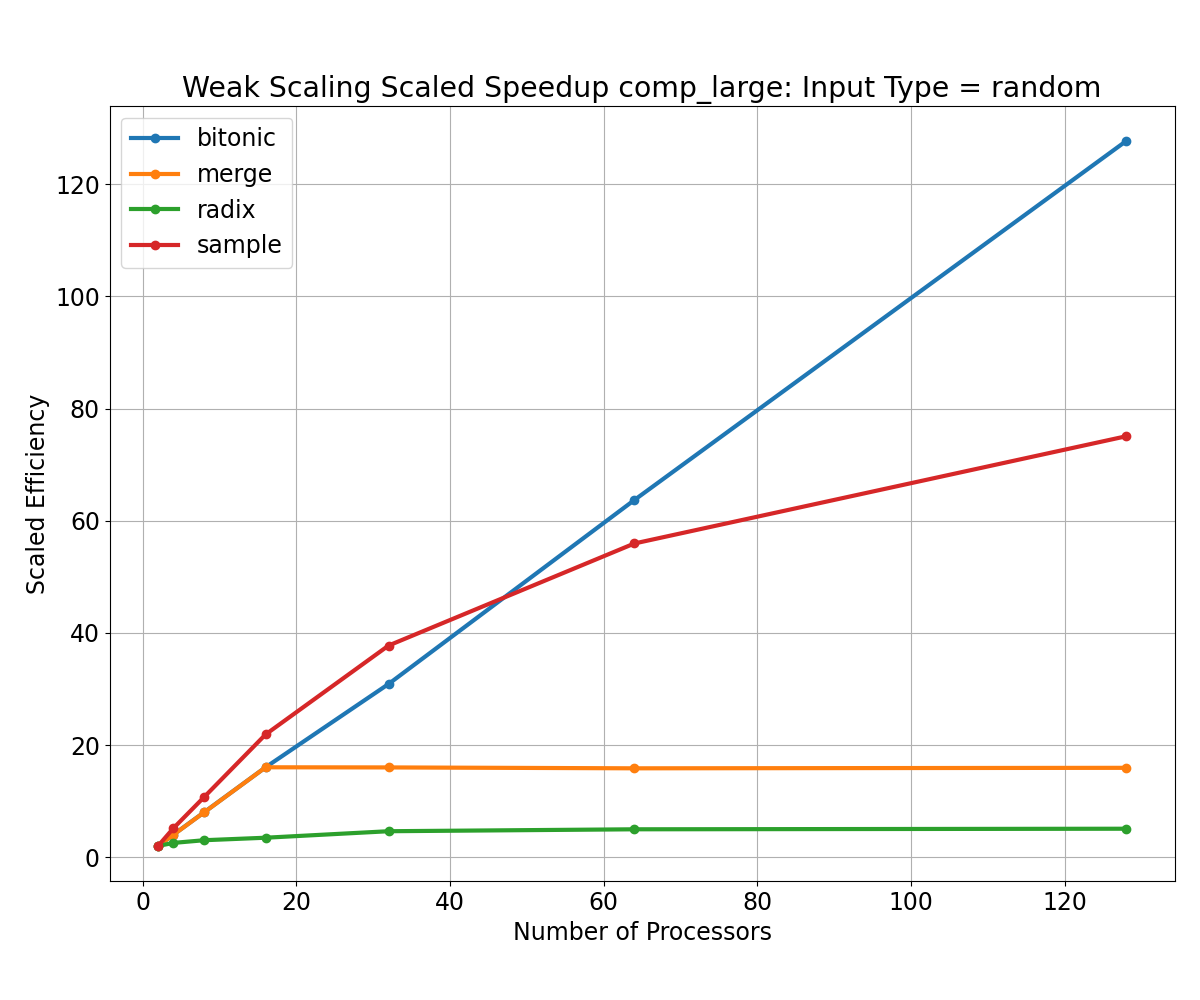 Weak Scaling Scaled Speedup comp_large: Input Type = random
bitonic
merge
radix
sample
Scaled Efficiency
120
100
80
60
40
20
0
0 20 40 60 80 100 120
Number of Processors